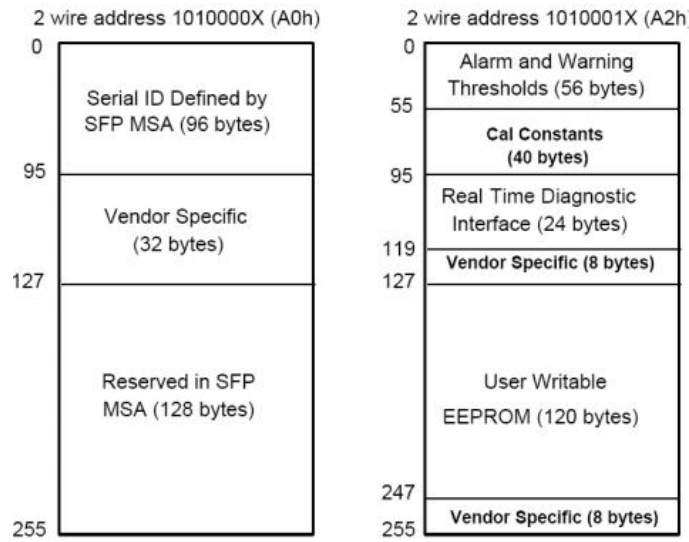 2 wire address 1010000X (A0h)
0
Serial ID Defined by
SFP MSA (96 bytes)
95
Vendor Specific
(32 bytes)
127
Reserved in SFP
MSA (128 bytes)
255
2 wire address 1010001X (A2h)
0
Alarm and Warning
Thresholds (56 bytes)
55
Cal Constants
(40 bytes)
95
Real Time Diagnostic
Interface (24 bytes)
119
Vendor Specific (8 bytes)
127
User Writable
EEPROM (120 bytes)
247
Vendor Specific (8 bytes)
255